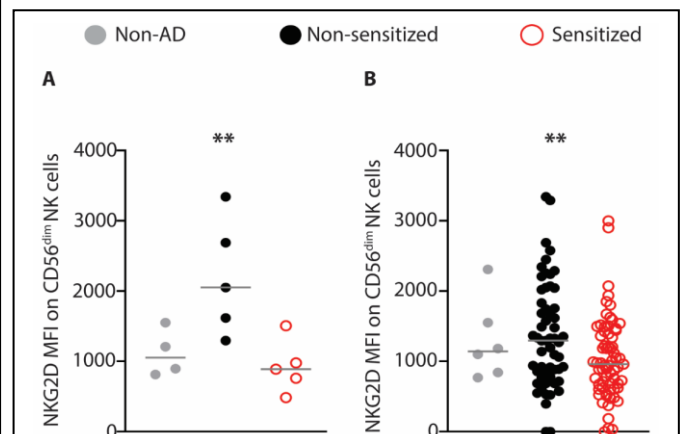 Non-AD Non-sensitized Sensitized
A
B
**
**
NKG2D MFI on CD56dim NK cells
4000
3000
2000
1000
0
NKG2D MFI on CD56dim NK cells
4000
3000
2000
1000
0